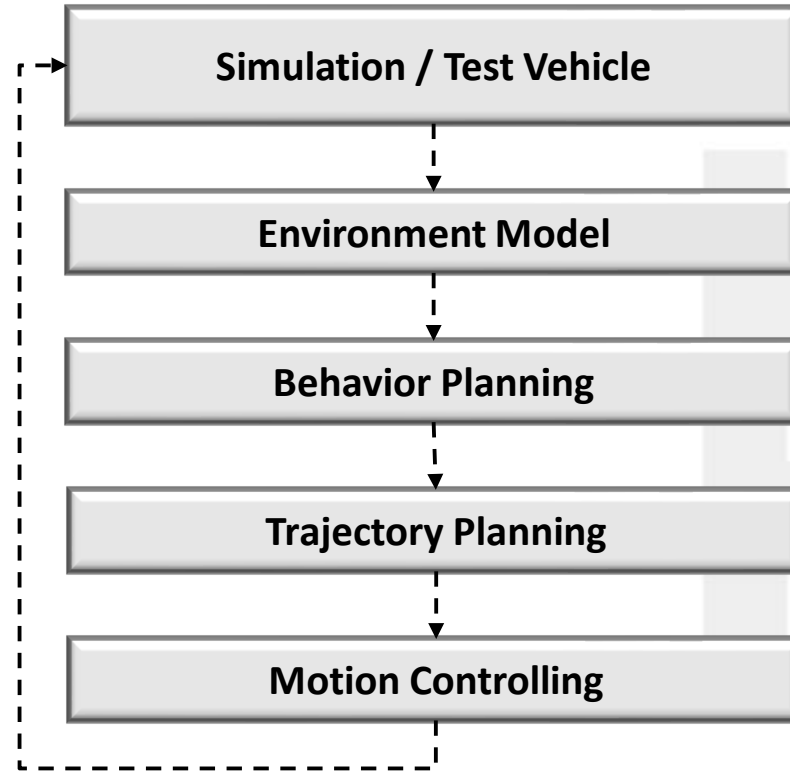 Simulation / Test Vehicle
Environment Model
Behavior Planning
Trajectory Planning
Motion Controlling